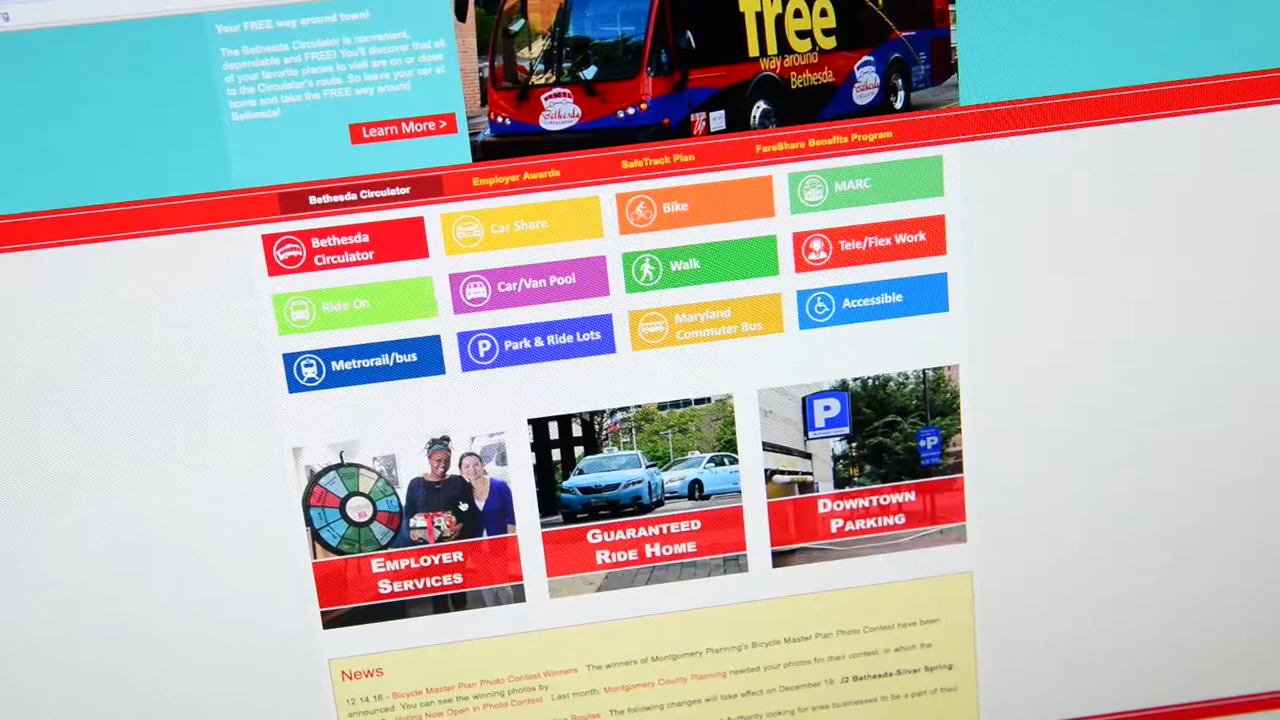 Your FREE way around town!
The Bethesda Circulator is convenient,
dependable and FREE! You'll discover that all
of your favorite places to visit are on or close
to the Circulator's route. So leave your car at
home and take the FREE way around
Bethesda!
Learn More >
free
way around
Bethesda.
Bethesda
Bethesda Circulator
Employer Awards
SafeTrack Plan
FareShare Benefits Program
Bethesda
Circulator
Car Share
Bike
MARC
Ride On
Car/Van Pool
Walk
Tele/Flex Work
Metrorail/bus
P
Park & Ride Lots
Maryland
Commuter Bus
Accessible
EMPLOYER
SERVICES
GUARANTEED
RIDE HOME
P
P
DOWNTOWN
PARKING
News
12.14.16 - Bicycle Master Plan Photo Contest Winners The winners of Montgomery Planning's Bicycle Master Plan Photo Contest have been
announced. You can see the winning photos by
Voting Now Open in Photo Contest. Last month, Montgomery County Planning needed your photos for their contest, in which the
Routes The following changes will take effect on December 18: J2 Bethesda-Silver Spring:
Authority looking for area businesses to be a part of their